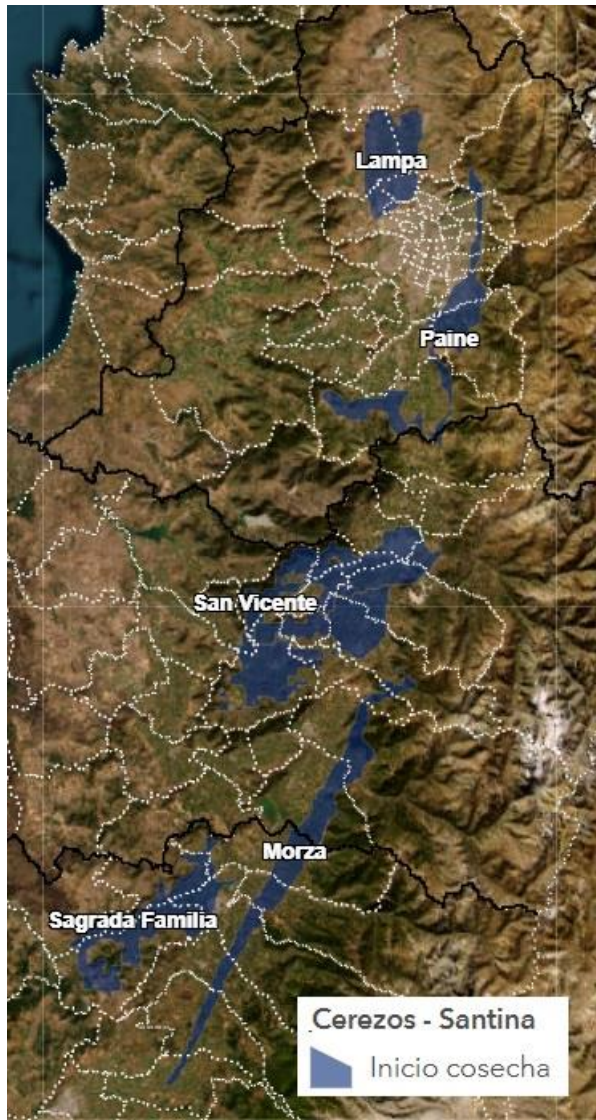 Lampa
Paine
San Vicente
Morza
Sagrada Familia
Cerezos - Santina
Inicio cosecha